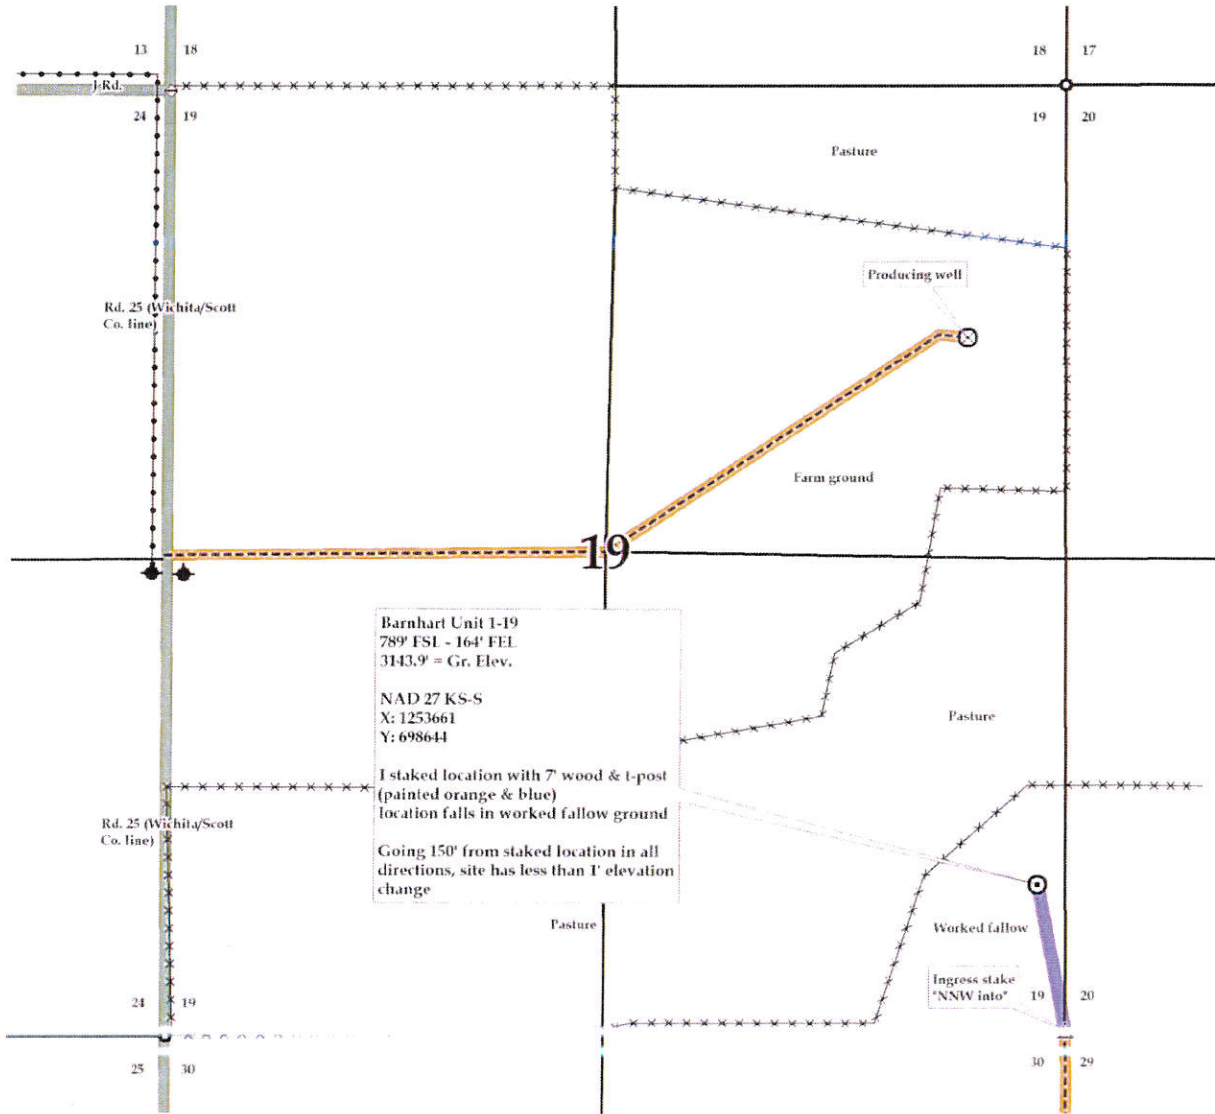 13 18
18 17
J Rd.
24 19
19 20
Pasture
Producing well
Rd. 25 (Wichita/Scott
Co. line)
Farm ground
19
Barnhart Unit 1-19
789' FSL - 164' FEL
3143.9' = Gr. Elev.
NAD 27 KS-S
X: 1253661
Y: 698644
I staked location with 7' wood & t-post
(painted orange & blue)
location falls in worked fallow ground
Going 150' from staked location in all
directions, site has less than 1' elevation
change
Pasture
Rd. 25 (Wichita/Scott
Co. line)
Pasture
Worked fallow
Ingress stake
"NNW into"
24 19
19 20
25 30
30 29